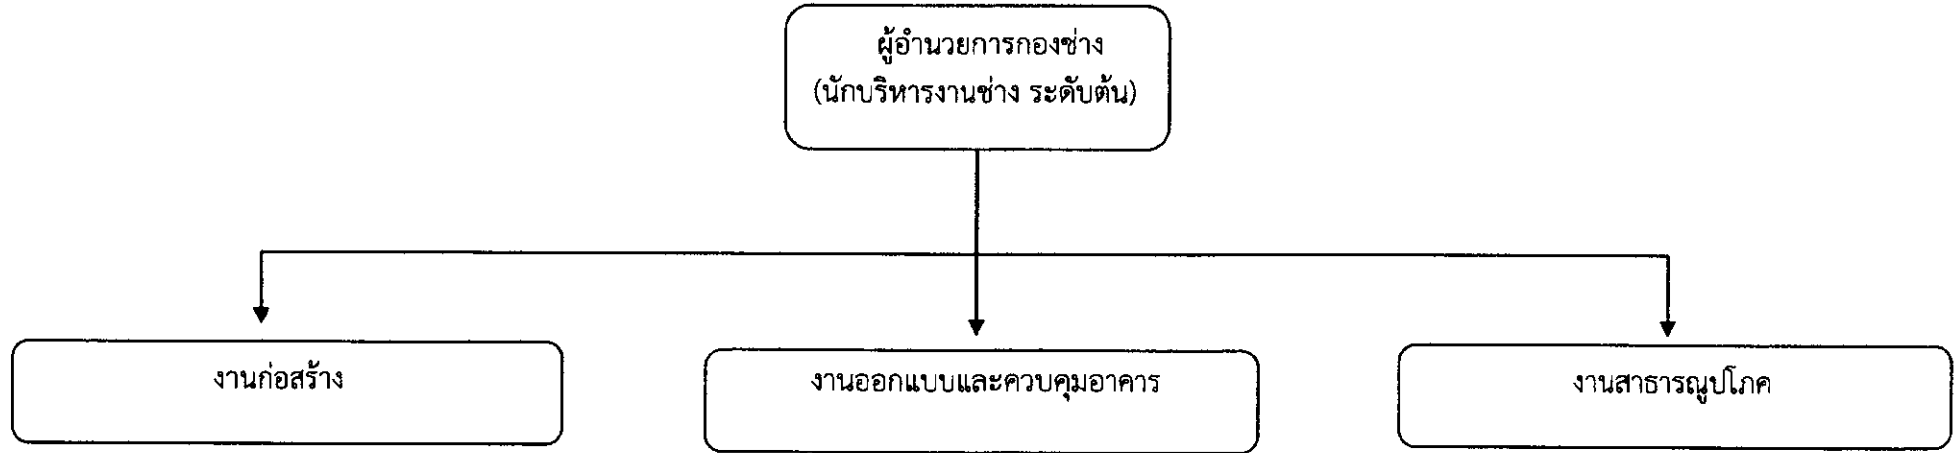 ผู้อำนวยการกองช่าง
(นักบริหารงานช่าง ระดับต้น)
งานก่อสร้าง
งานออกแบบและควบคุมอาคาร
งานสาธารณูปโภค